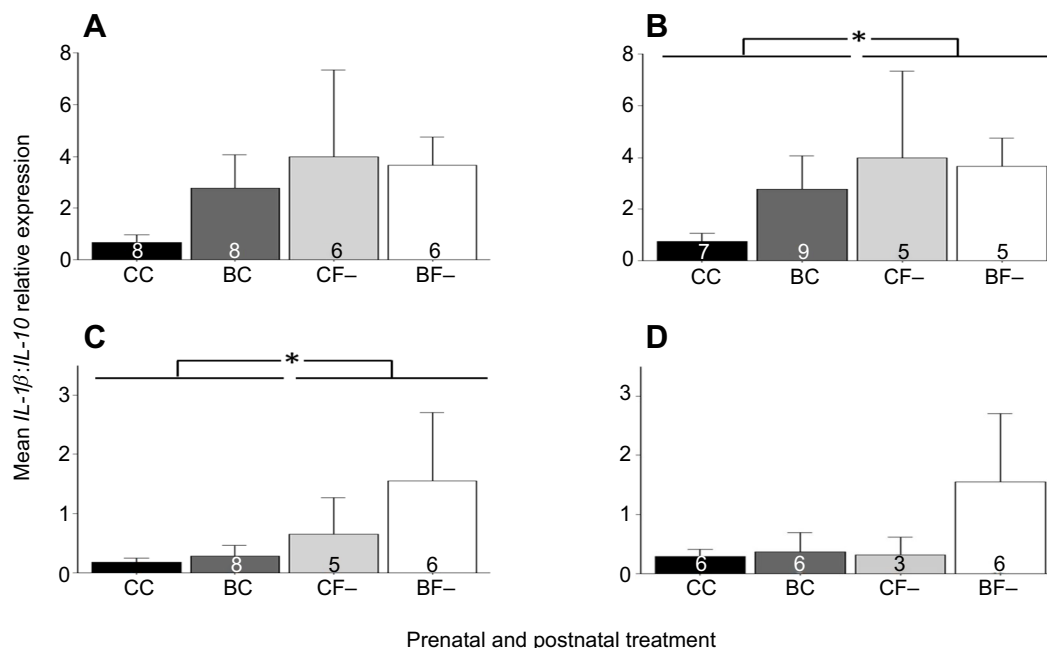 A
8
6
4
2
0
8
8
6
6
CC
BC
CF–
BF–
B
*
8
6
4
2
0
7
9
5
5
CC
BC
CF–
BF–
C
*
3
2
1
0
8
5
6
CC
BC
CF–
BF–
D
3
2
1
0
6
6
3
6
CC
BC
CF–
BF–
Mean IL-1β:IL-10 relative expression
Prenatal and postnatal treatment